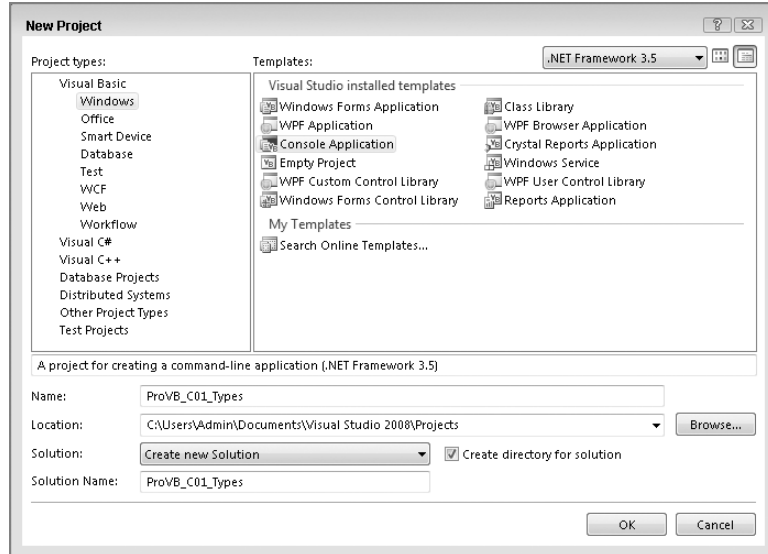 New Project
Project types:
Templates:
.NET Framework 3.5
Visual Basic
Windows
Office
Smart Device
Database
Test
WCF
Web
Workflow
Visual C#
Visual C++
Database Projects
Distributed Systems
Other Project Types
Test Projects
Visual Studio installed templates
Windows Forms Application
WPF Application
Console Application
Empty Project
WPF Custom Control Library
Windows Forms Control Library
Class Library
WPF Browser Application
Crystal Reports Application
Windows Service
WPF User Control Library
Reports Application
My Templates
Search Online Templates...
A project for creating a command-line application (.NET Framework 3.5)
Name: ProVB_C01_Types
Location: C:\Users\Admin\Documents\Visual Studio 2008\Projects Browse...
Solution: Create new Solution Create directory for solution
Solution Name: ProVB_C01_Types
OK Cancel